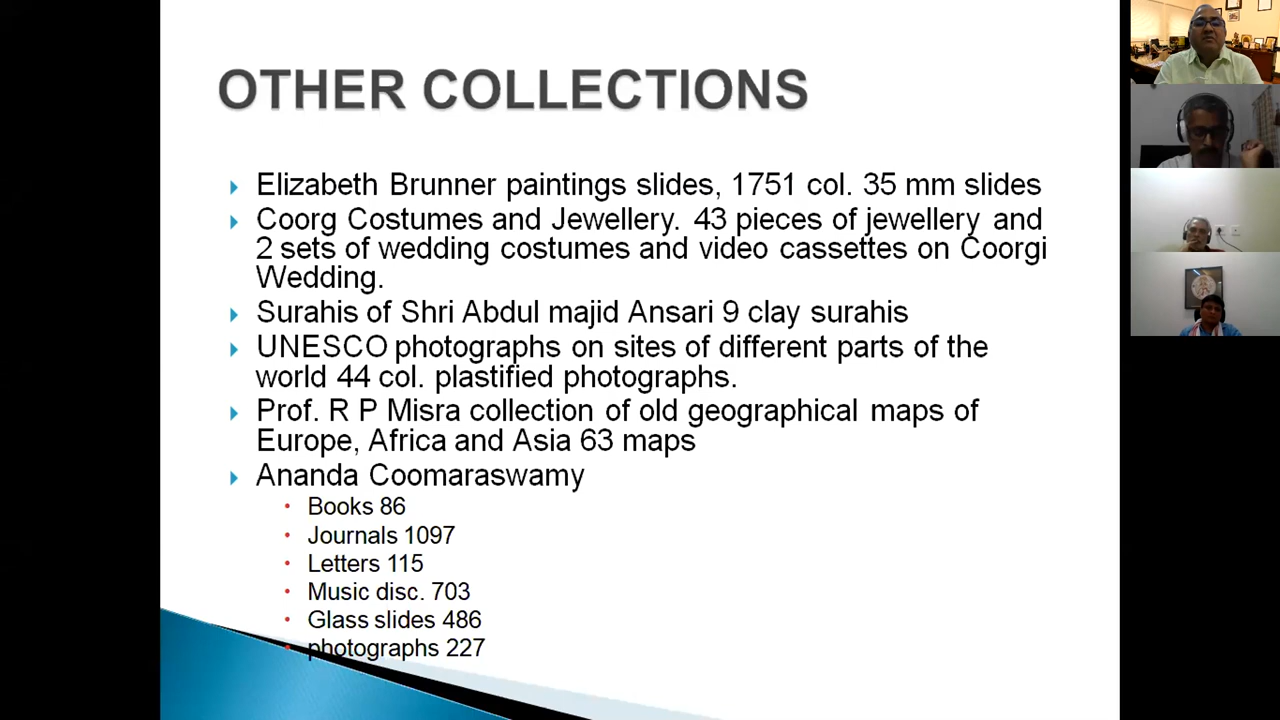 OTHER COLLECTIONS
Elizabeth Brunner paintings slides, 1751 col. 35 mm slides
Coorg Costumes and Jewellery. 43 pieces of jewellery and
2 sets of wedding costumes and video cassettes on Coorgi
Wedding.
Surahis of Shri Abdul majid Ansari 9 clay surahis
UNESCO photographs on sites of different parts of the
world 44 col. plastified photographs.
Prof. R P Misra collection of old geographical maps of
Europe, Africa and Asia 63 maps
Ananda Coomaraswamy
Books 86
Journals 1097
Letters 115
Music disc. 703
Glass slides 486
photographs 227